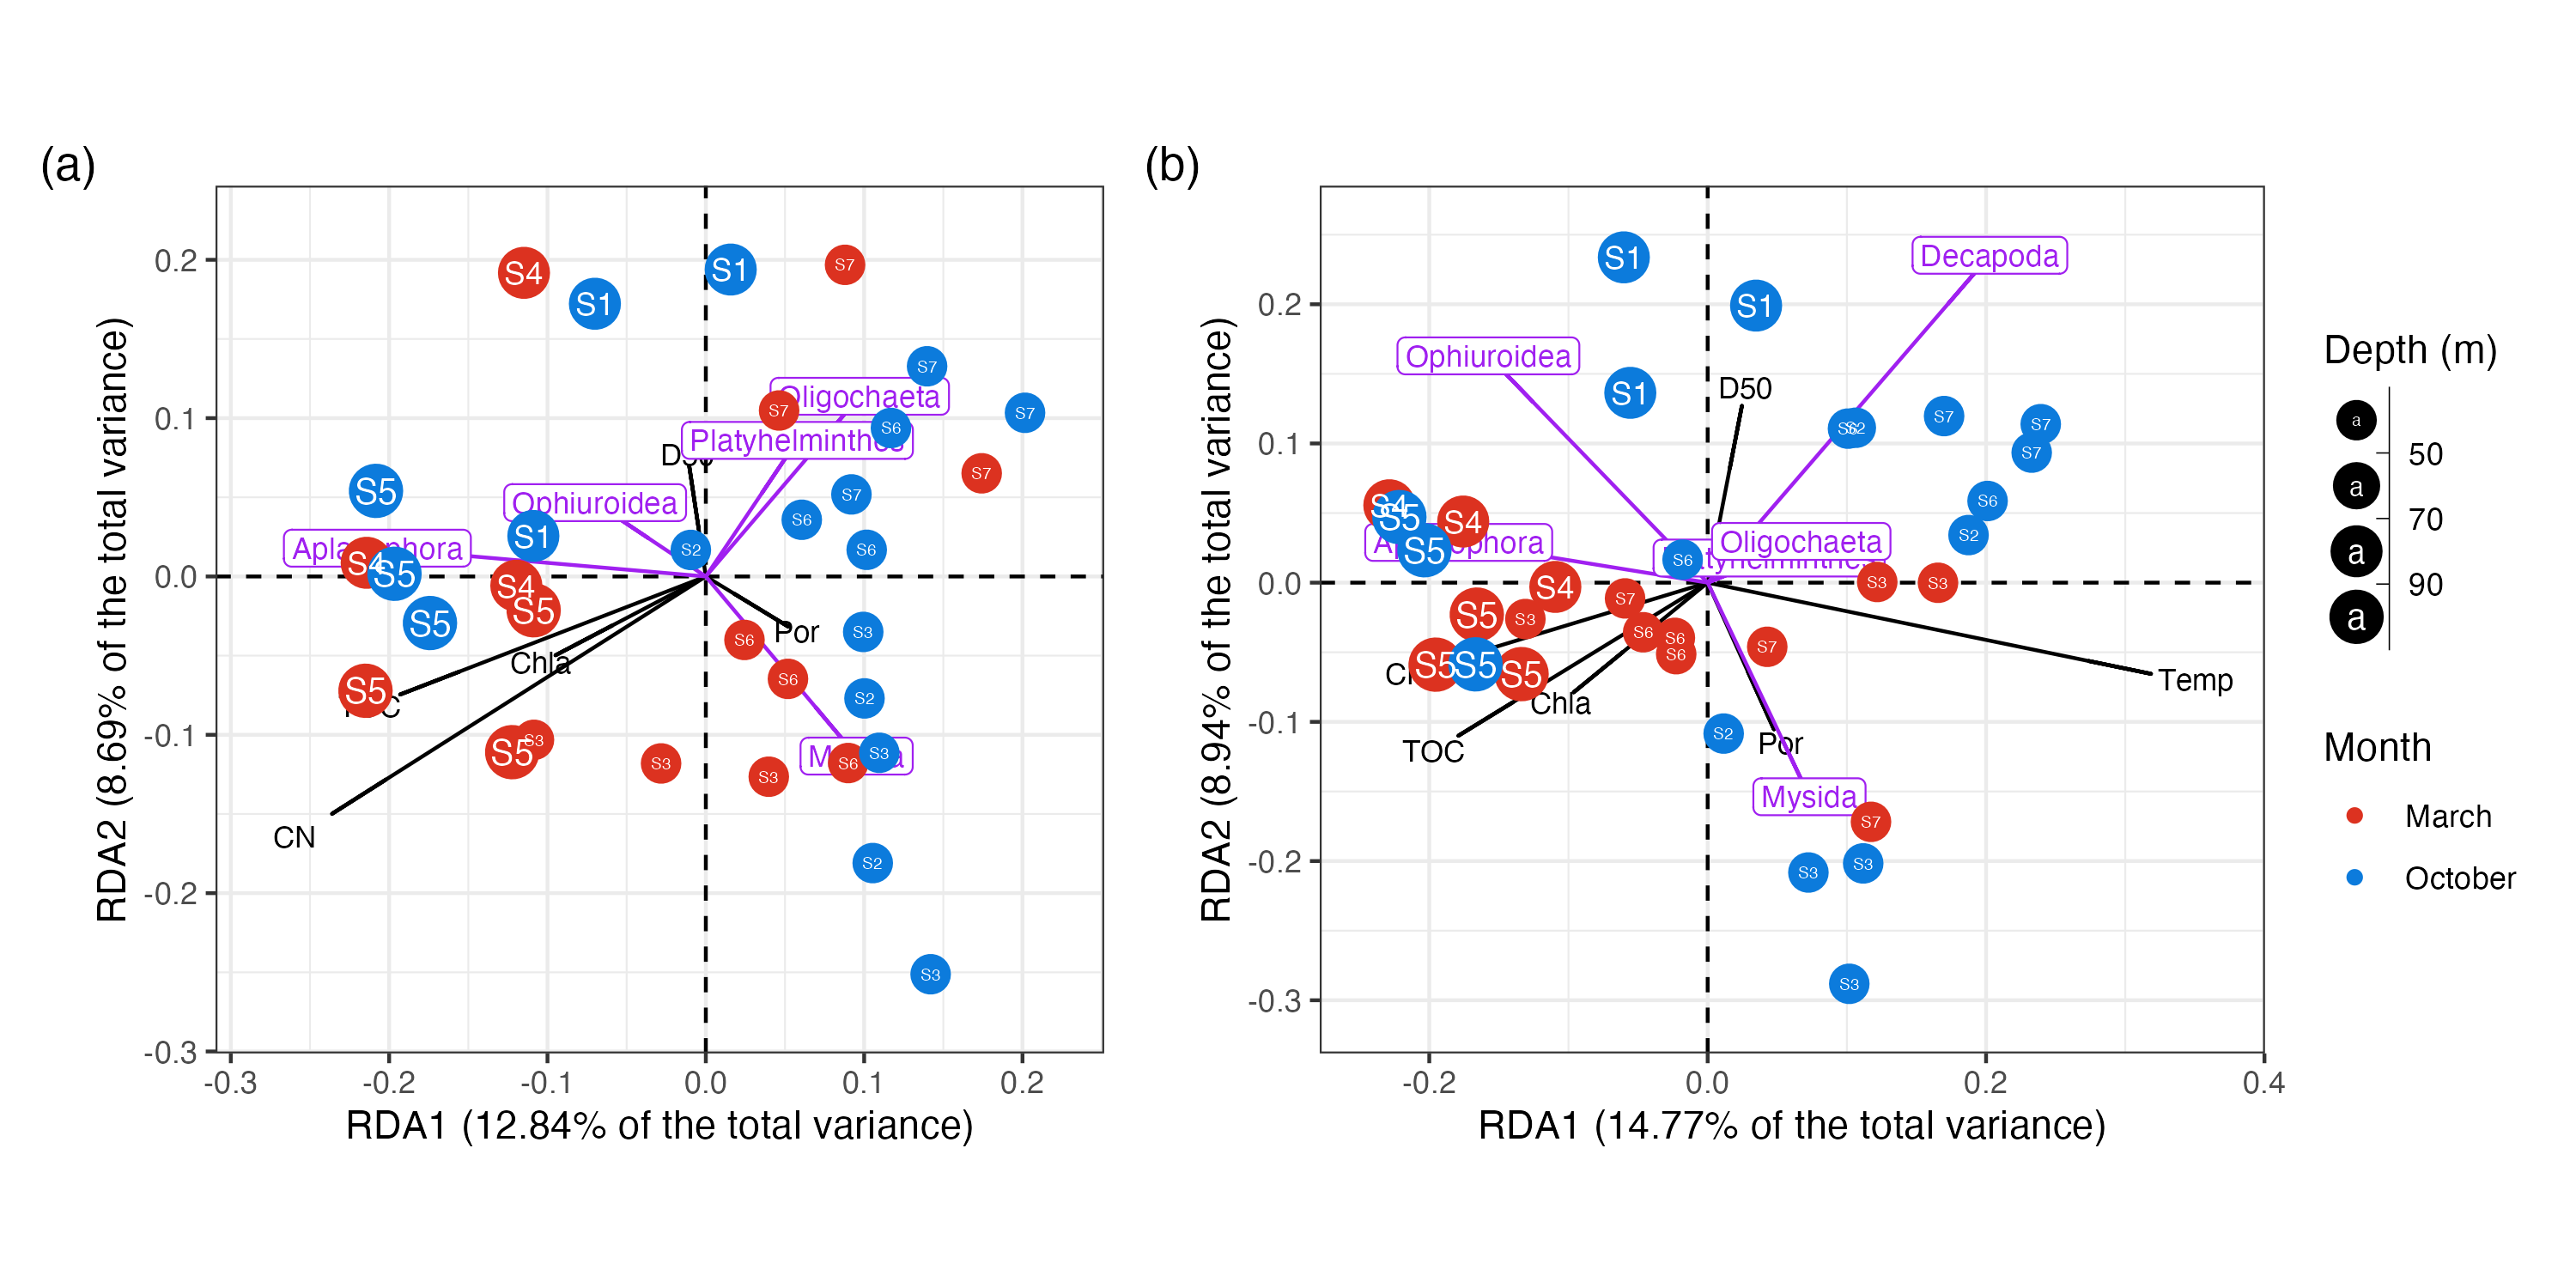 (a)
RDA2 (8.69% of the total variance)
0.2
0.1
0.0
-0.1
-0.2
-0.3
-0.3
-0.2
-0.1
0.0
0.1
0.2
RDA1 (12.84% of the total variance)
S4
S1
S1
S7
S7
Oligochaeta
S7
S7
S6
Platyhelminthes
S7
S5
Ophiuroidea
S7
S6
S1
S2
S6
S4
S5
S4
S5
S5
Chla
Por
S6
S3
S6
S5
S2
S5
S3
S3
S3
S6
S3
CN
S2
S3
(b)
RDA2 (8.94% of the total variance)
0.2
0.1
0.0
-0.1
-0.2
-0.3
-0.2
0.0
0.2
0.4
RDA1 (14.77% of the total variance)
Decapoda
S1
S1
Ophiuroidea
D50
S1
S7
S7
S6
S2
S7
S4
S5
S4
S6
S2
S5
Oligochaeta
S6
S4
S3
S3
S7
S5
S3
S6
S6
S6
S7
S5
S5
S5
Temp
Chla
TOC
S2
Por
Mysida
S7
S3
S3
S3
Depth (m)
a
50
a
70
a
90
a
Month
March
October